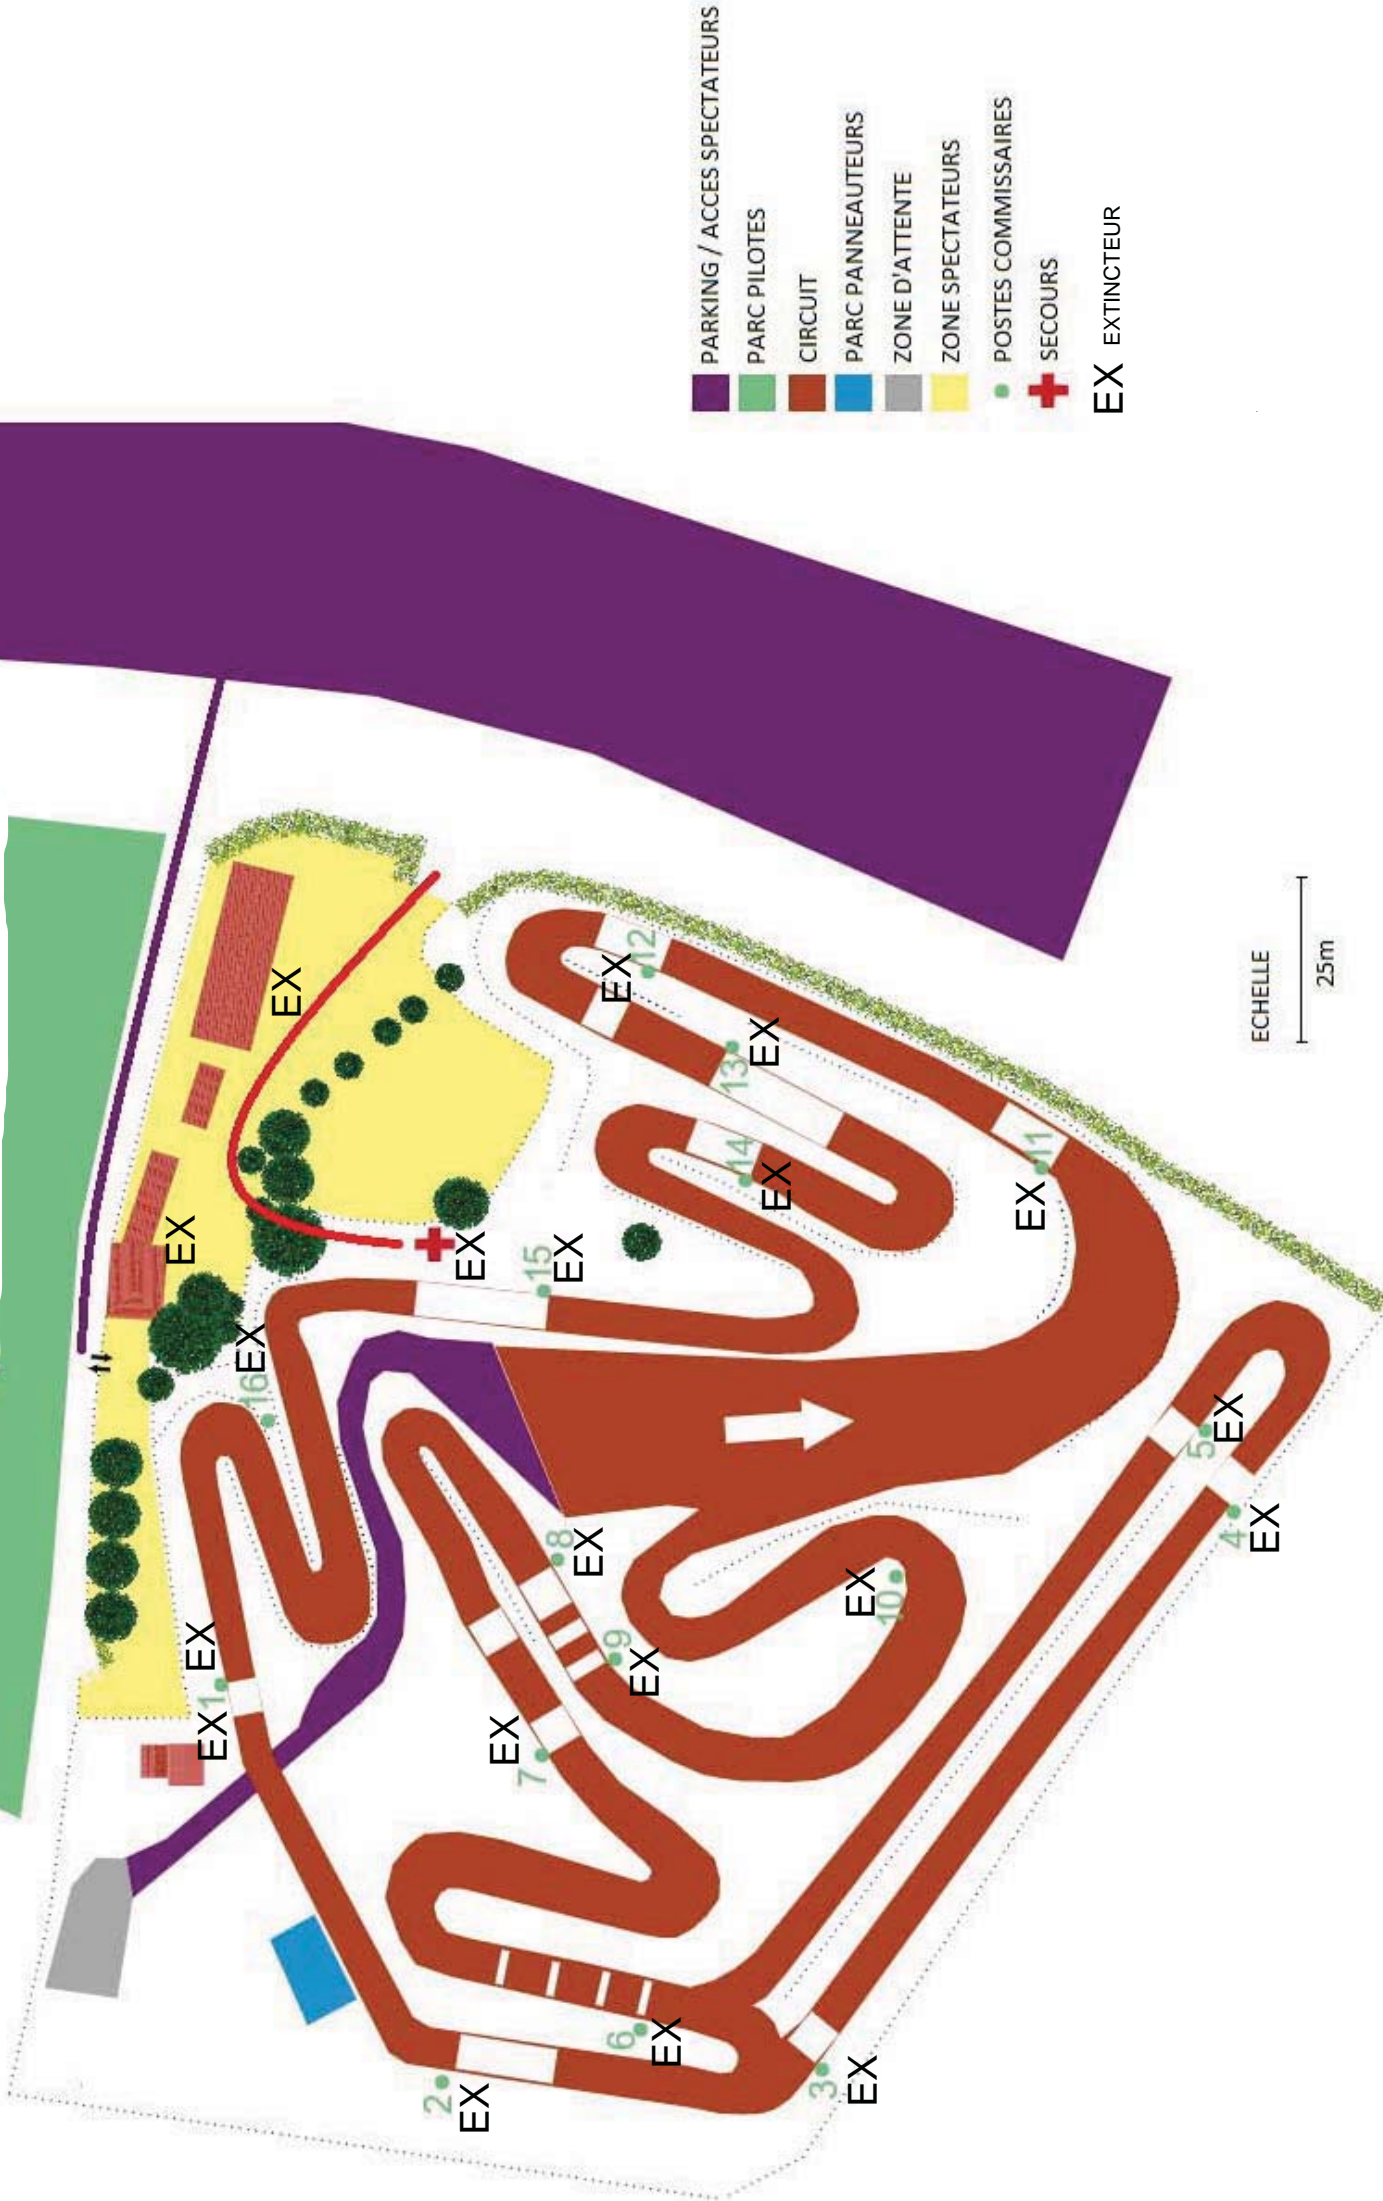 EX
EX
EX 1
EX
16
EX
2
EX
EX
EX
7
15
EX
8
EX
9
EX
EX
12
6
EX
13
EX
14
EX
3
EX
EX
10
EX
11
5
EX
4
EX
PARKING / ACCES SPECTATEURS
PARC PILOTES
CIRCUIT
PARC PANNEAUTEURS
ZONE D'ATTENTE
ZONE SPECTATEURS
POSTES COMMISSAIRES
SECOURS
EX EXTINCTEUR
ECHELLE
25m